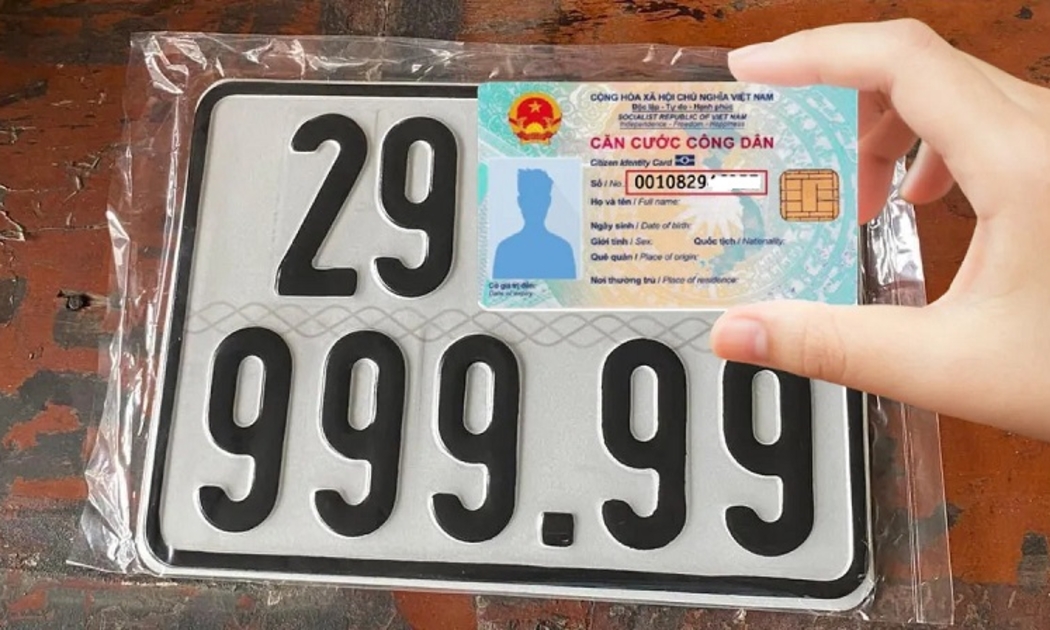 29
999.99
CỘNG HÒA XÃ HỘI CHỦ NGHĨA VIỆT NAM
Độc lập - Tự do - Hạnh phúc
SOCIALIST REPUBLIC OF VIET NAM
Independence - Freedom - Happiness
CĂN CƯỚC CÔNG DÂN
Citizen Identity Card
Số / No.: 0010829
Họ và tên / Full name:
Ngày sinh / Date of birth:
Giới tính / Sex: Quốc tịch / Nationality:
Quê quán / Place of origin:
Nơi thường trú / Place of residence:
Có giá trị đến:
Date of expiry